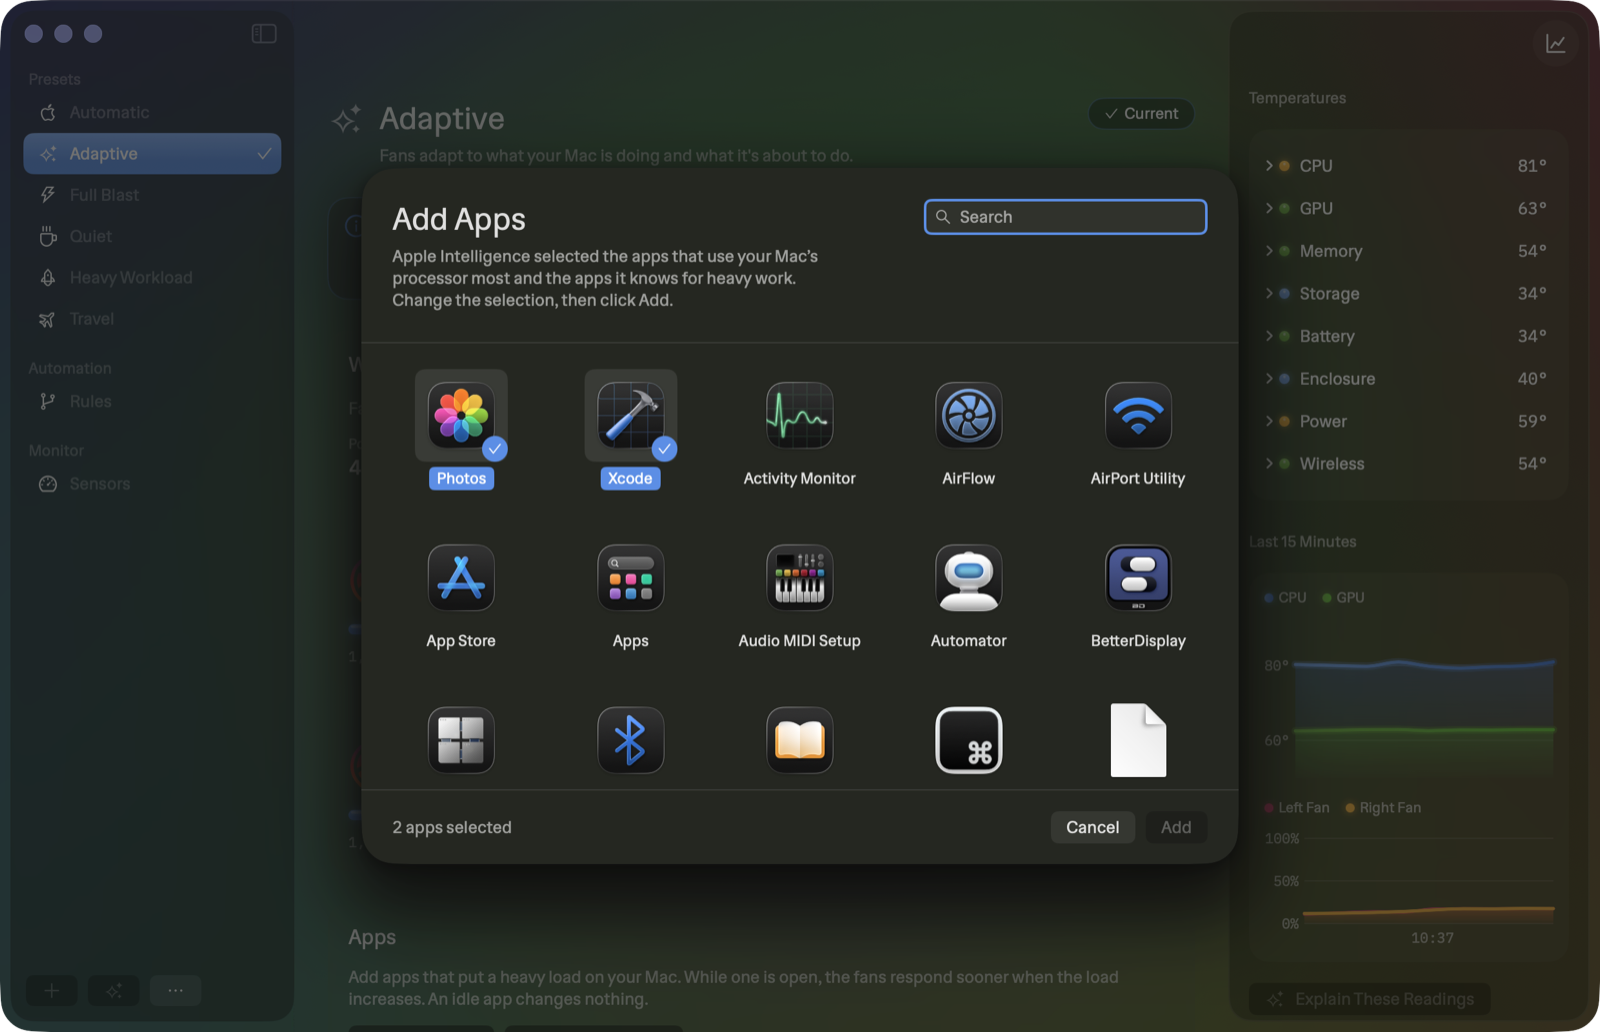 Presets
Automatic
Adaptive
Full Blast
Quiet
Heavy Workload
Travel
Automation
Rules
Monitor
Sensors
Adaptive
Current
Fans adapt to what your Mac is doing and what it's about to do.
Add Apps
Search
Apple Intelligence selected the apps that use your Mac's
processor most and the apps it knows for heavy work.
Change the selection, then click Add.
Photos
Xcode
Activity Monitor
AirFlow
AirPort Utility
App Store
Apps
Audio MIDI Setup
Automator
BetterDisplay
2 apps selected
Cancel
Add
Apps
Add apps that put a heavy load on your Mac. While one is open, the fans respond sooner when the load
increases. An idle app changes nothing.
Temperatures
CPU 81°
GPU 63°
Memory 54°
Storage 34°
Battery 34°
Enclosure 40°
Power 59°
Wireless 54°
Last 15 Minutes
CPU GPU
80°
60°
Left Fan Right Fan
100%
50%
0%
10:37
Explain These Readings